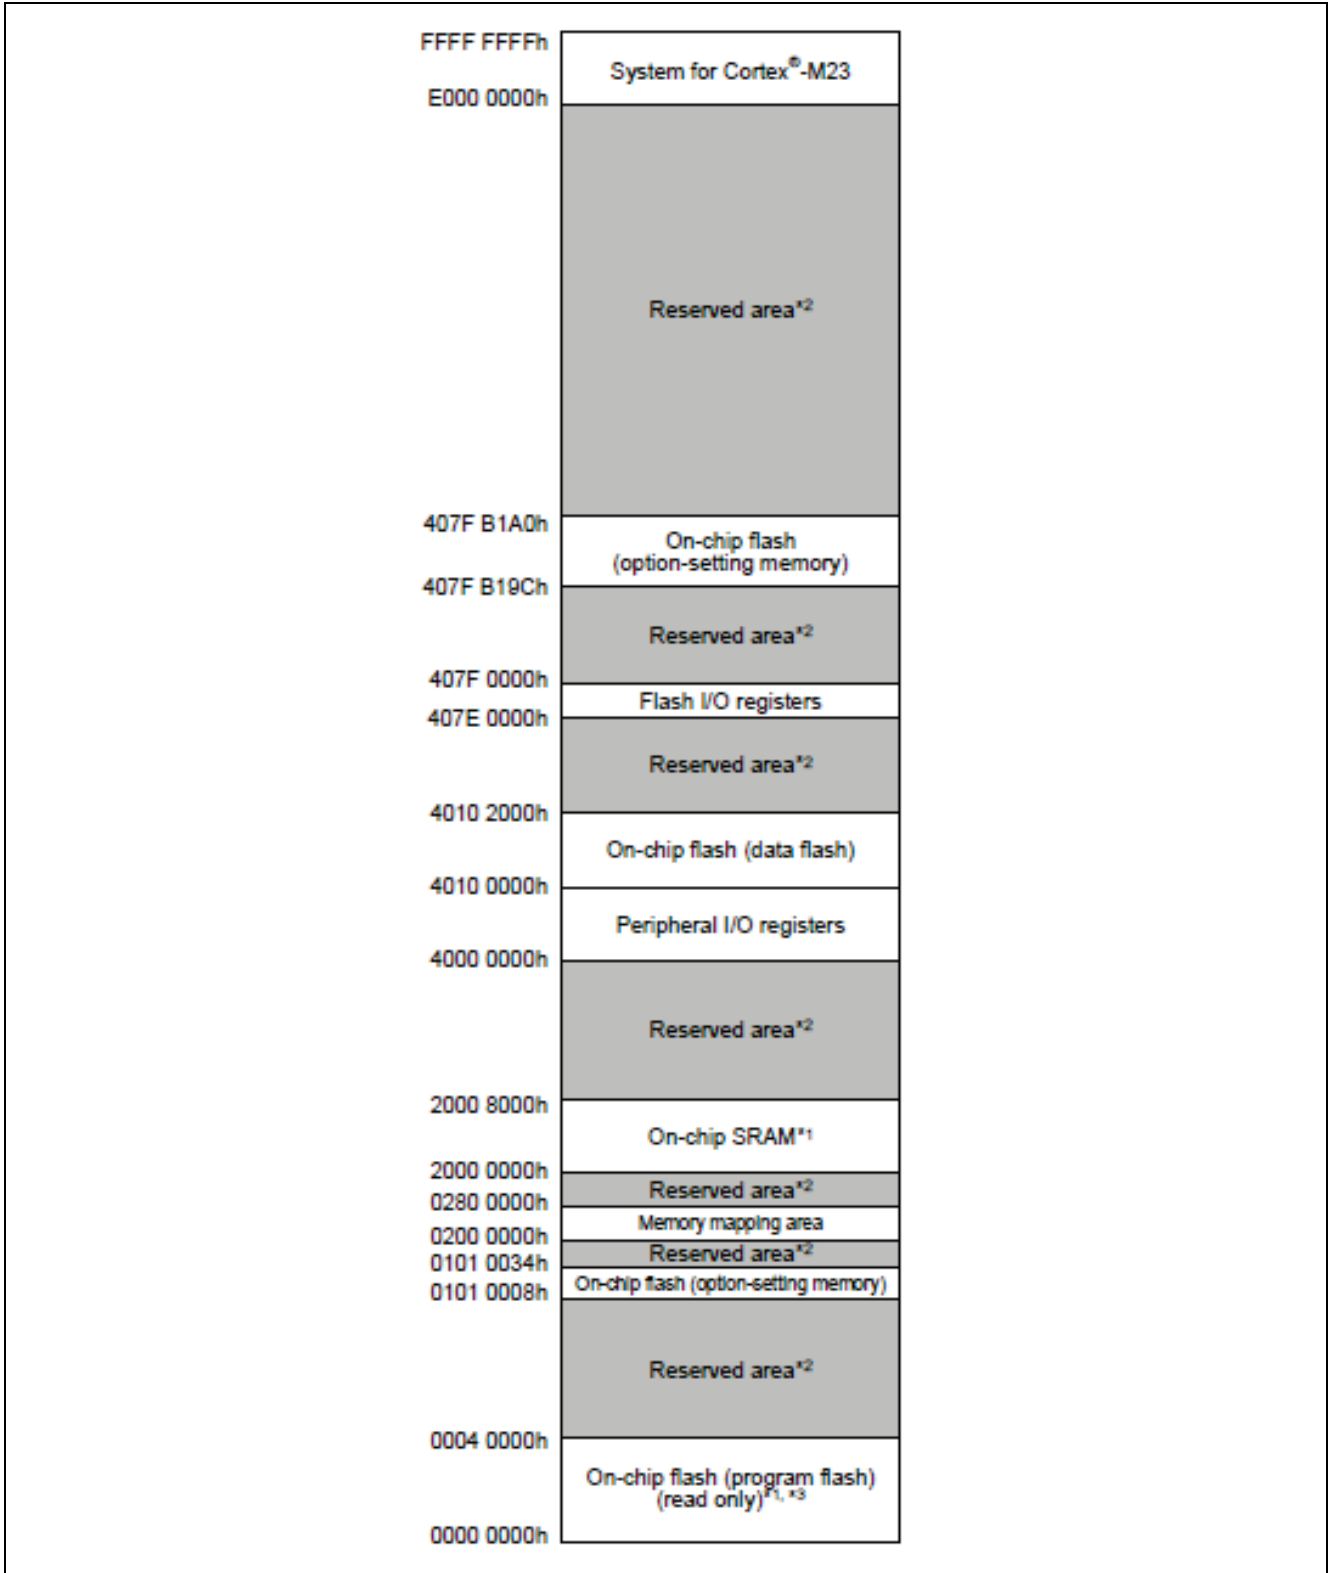 FFFF FFFFh
System for Cortex®-M23
E000 0000h
Reserved area*2
407F B1A0h
On-chip flash
(option-setting memory)
407F B19Ch
Reserved area*2
407F 0000h
Flash I/O registers
407E 0000h
Reserved area*2
4010 2000h
On-chip flash (data flash)
4010 0000h
Peripheral I/O registers
4000 0000h
Reserved area*2
2000 8000h
On-chip SRAM*1
2000 0000h
Reserved area*2
0280 0000h
Memory mapping area
0200 0000h
Reserved area*2
0101 0034h
On-chip flash (option-setting memory)
0101 0008h
Reserved area*2
0004 0000h
On-chip flash (program flash)
(read only)*1, *3
0000 0000h